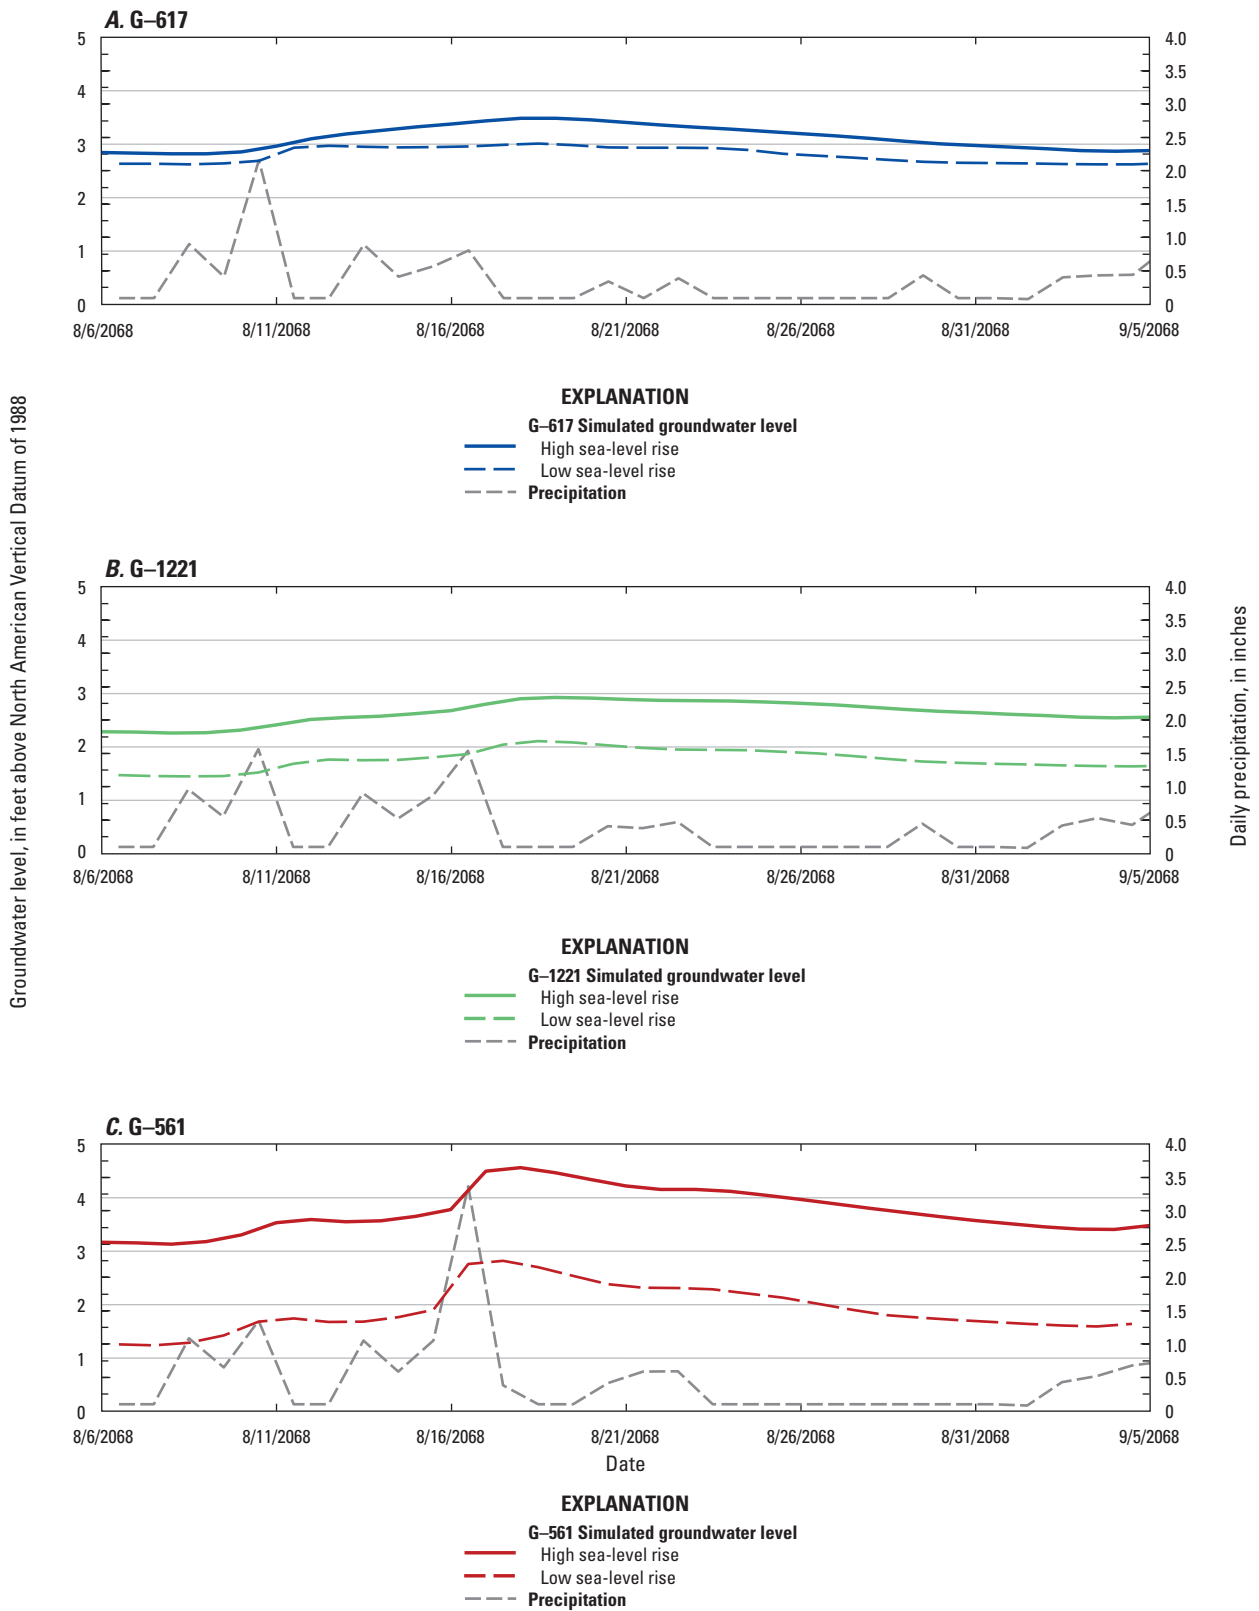 A. G–617
5
4
3
2
1
0
4.0
3.5
3.0
2.5
2.0
1.5
1.0
0.5
0
8/6/2068 8/11/2068 8/16/2068 8/21/2068 8/26/2068 8/31/2068 9/5/2068
EXPLANATION
G–617 Simulated groundwater level
High sea-level rise
Low sea-level rise
Precipitation
Groundwater level, in feet above North American Vertical Datum of 1988
B. G–1221
5
4
3
2
1
0
4.0
3.5
3.0
2.5
2.0
1.5
1.0
0.5
0
8/6/2068 8/11/2068 8/16/2068 8/21/2068 8/26/2068 8/31/2068 9/5/2068
Daily precipitation, in inches
EXPLANATION
G–1221 Simulated groundwater level
High sea-level rise
Low sea-level rise
Precipitation
C. G–561
5
4
3
2
1
0
4.0
3.5
3.0
2.5
2.0
1.5
1.0
0.5
0
8/6/2068 8/11/2068 8/16/2068 8/21/2068 8/26/2068 8/31/2068 9/5/2068
Date
EXPLANATION
G–561 Simulated groundwater level
High sea-level rise
Low sea-level rise
Precipitation